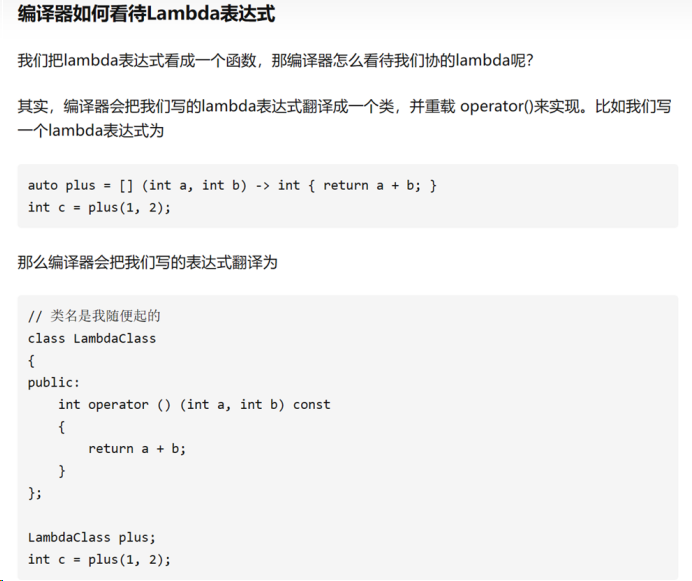 编译器如何看待Lambda表达式
我们把lambda表达式看成一个函数，那编译器怎么看待我们协的lambda呢？
其实，编译器会把我们写的lambda表达式翻译成一个类，并重载 operator()来实现。比如我们写
一个lambda表达式为
auto plus = [] (int a, int b) -> int { return a + b; }
int c = plus(1, 2);
那么编译器会把我们写的表达式翻译为
// 类名是我随便起的
class LambdaClass
{
public:
    int operator () (int a, int b) const
    {
        return a + b;
    }
};
LambdaClass plus;
int c = plus(1, 2);